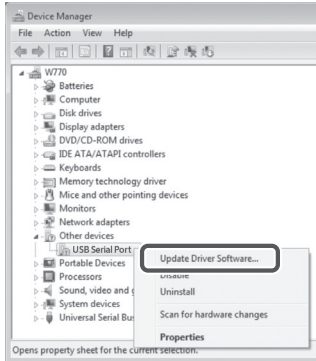 Device Manager
File Action View Help
W770
Batteries
Computer
Disk drives
Display adapters
DVD/CD-ROM drives
IDE ATA/ATAPI controllers
Keyboards
Memory technology driver
Mice and other pointing devices
Monitors
Network adapters
Other devices
USB Serial Port
Update Driver Software...
Portable Devices
Disable
Processors
Uninstall
Sound, video and g
System devices
Scan for hardware changes
Universal Serial Bus
Properties
Opens property sheet for the current selection.